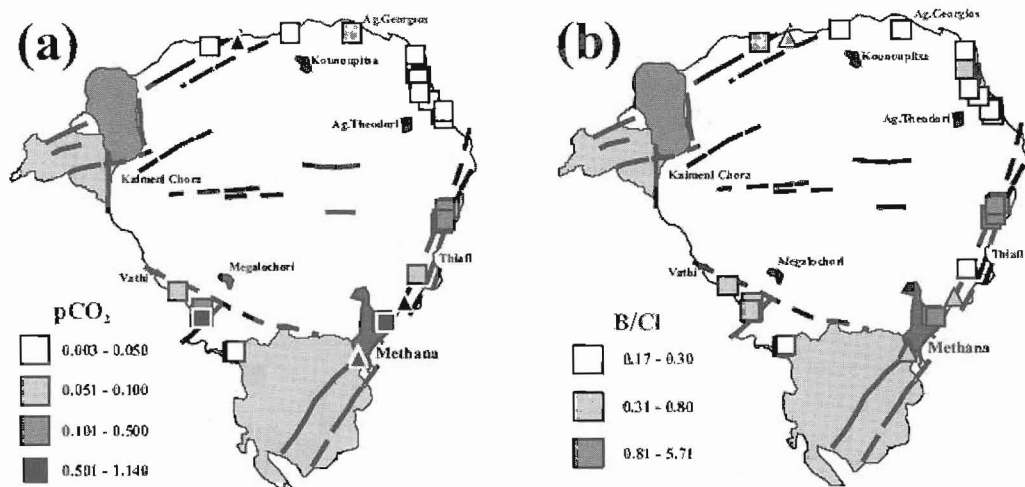 (a)
Ag.Georgios
Kounoupitsa
Ag.Theodori
Kaimeni Chora
Thiafi
Megalochori
Vathi
Methana
pCO2
0.003 - 0.050
0.051 - 0.100
0.101 - 0.500
0.501 - 1.140
(b)
Ag.Georgios
Kounoupitsa
Ag.Theodori
Kaimeni Chora
Thiafi
Megalochori
Vathi
Methana
B/Cl
0.17 - 0.30
0.31 - 0.80
0.81 - 5.71